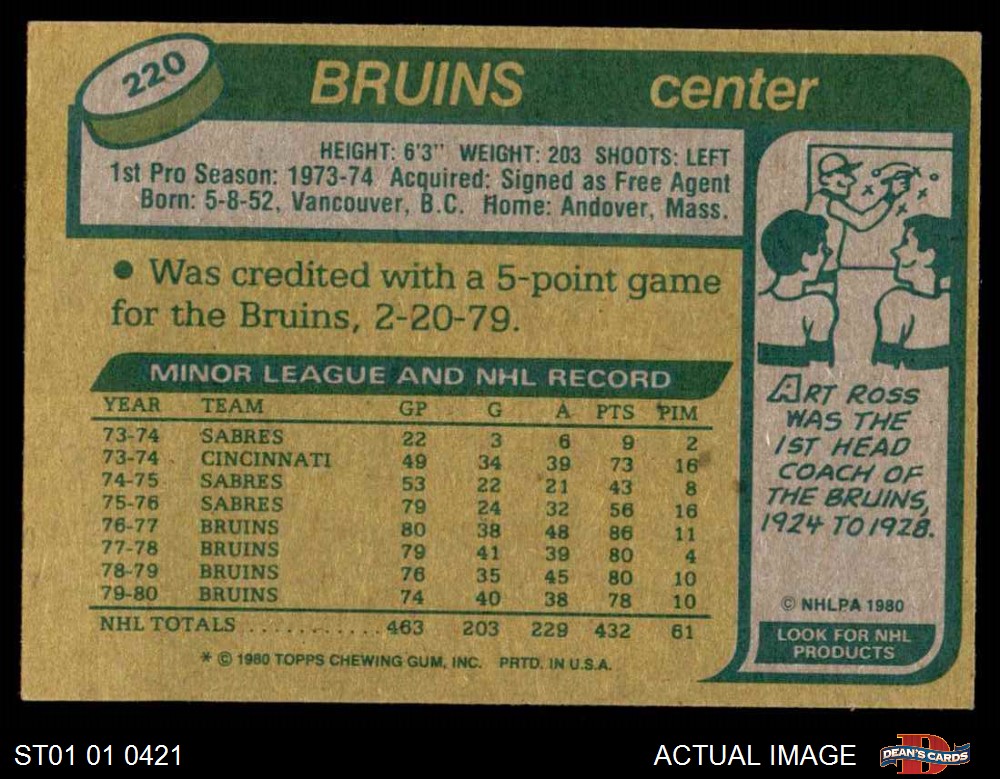 220
BRUINS center
HEIGHT: 6'3" WEIGHT: 203 SHOOTS: LEFT
1st Pro Season: 1973-74 Acquired: Signed as Free Agent
Born: 5-8-52, Vancouver, B.C. Home: Andover, Mass.
● Was credited with a 5-point game
for the Bruins, 2-20-79.
MINOR LEAGUE AND NHL RECORD
YEAR TEAM GP G A PTS PIM
73-74 SABRES 22 3 6 9 2
73-74 CINCINNATI 49 34 39 73 16
74-75 SABRES 53 22 21 43 8
75-76 SABRES 79 24 32 56 16
76-77 BRUINS 80 38 48 86 11
77-78 BRUINS 79 41 39 80 4
78-79 BRUINS 76 35 45 80 10
79-80 BRUINS 74 40 38 78 10
NHL TOTALS ............ 463 203 229 432 61
* © 1980 TOPPS CHEWING GUM, INC. PRTD. IN U.S.A.
ART ROSS
WAS THE
1ST HEAD
COACH OF
THE BRUINS,
1924 TO 1928.
© NHLPA 1980
LOOK FOR NHL
PRODUCTS
ST01 01 0421
ACTUAL IMAGE
D
DEAN'S CARDS